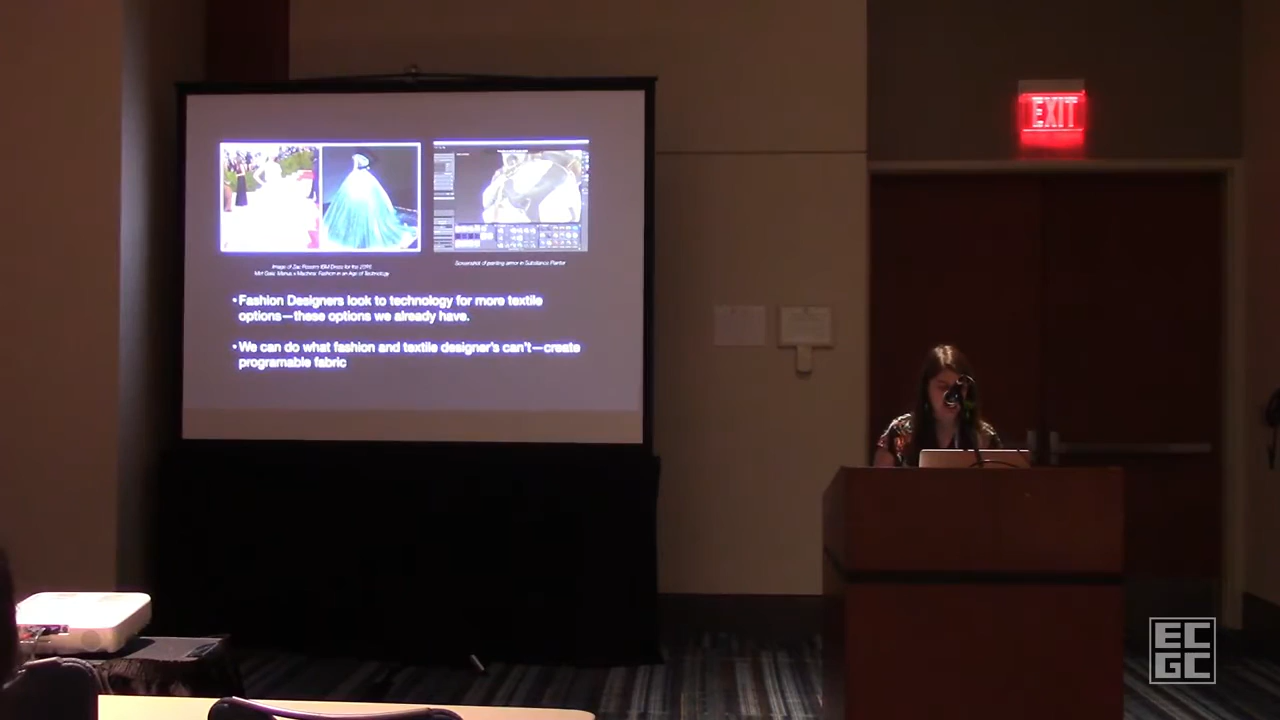 EXIT
Image of Zac Posen's IBM Dress for the 2016
Met Gala: Manus x Machina: Fashion in an Age of Technology
Screenshot of painting armor in Substance Painter
• Fashion Designers look to technology for more textile
options—these options we already have.
• We can do what fashion and textile designer's can't—create
programable fabric
EC
GC